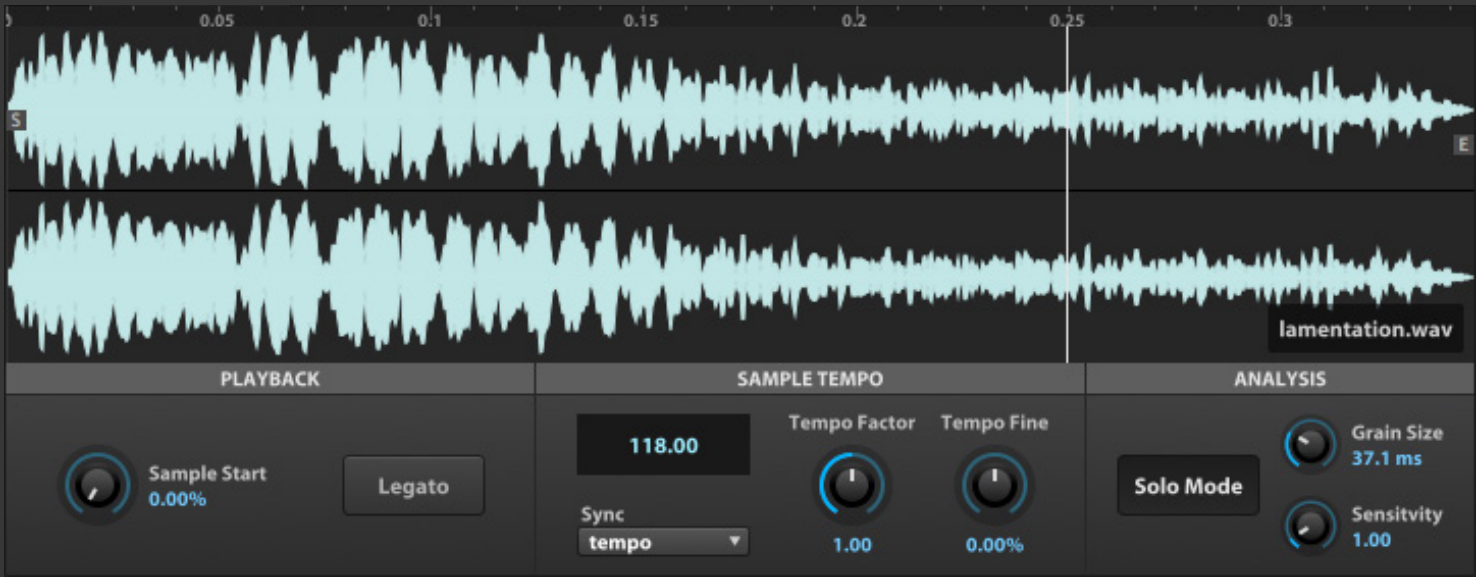 0.05 0.1 0.15 0.2 0.25 0.3
S
E
lamentation.wav
PLAYBACK SAMPLE TEMPO ANALYSIS
Sample Start
0.00%
Legato
118.00
Sync
tempo
Tempo Factor
1.00
Tempo Fine
0.00%
Solo Mode
Grain Size
37.1 ms
Sensitvity
1.00